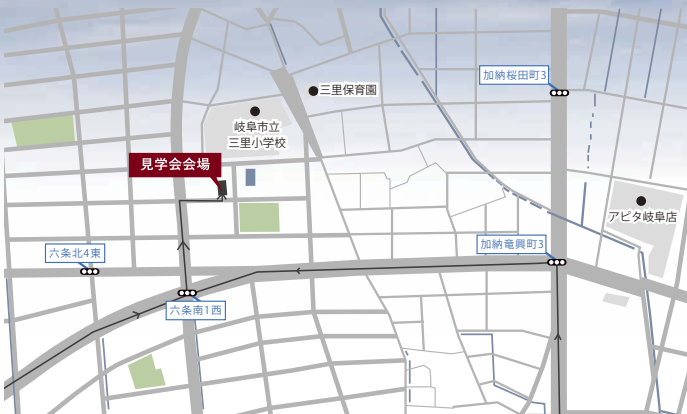 加納桜田町3
三里保育園
岐阜市立
三里小学校
見学会会場
アピタ岐阜店
六条北4東
加納竜興町3
六条南1西